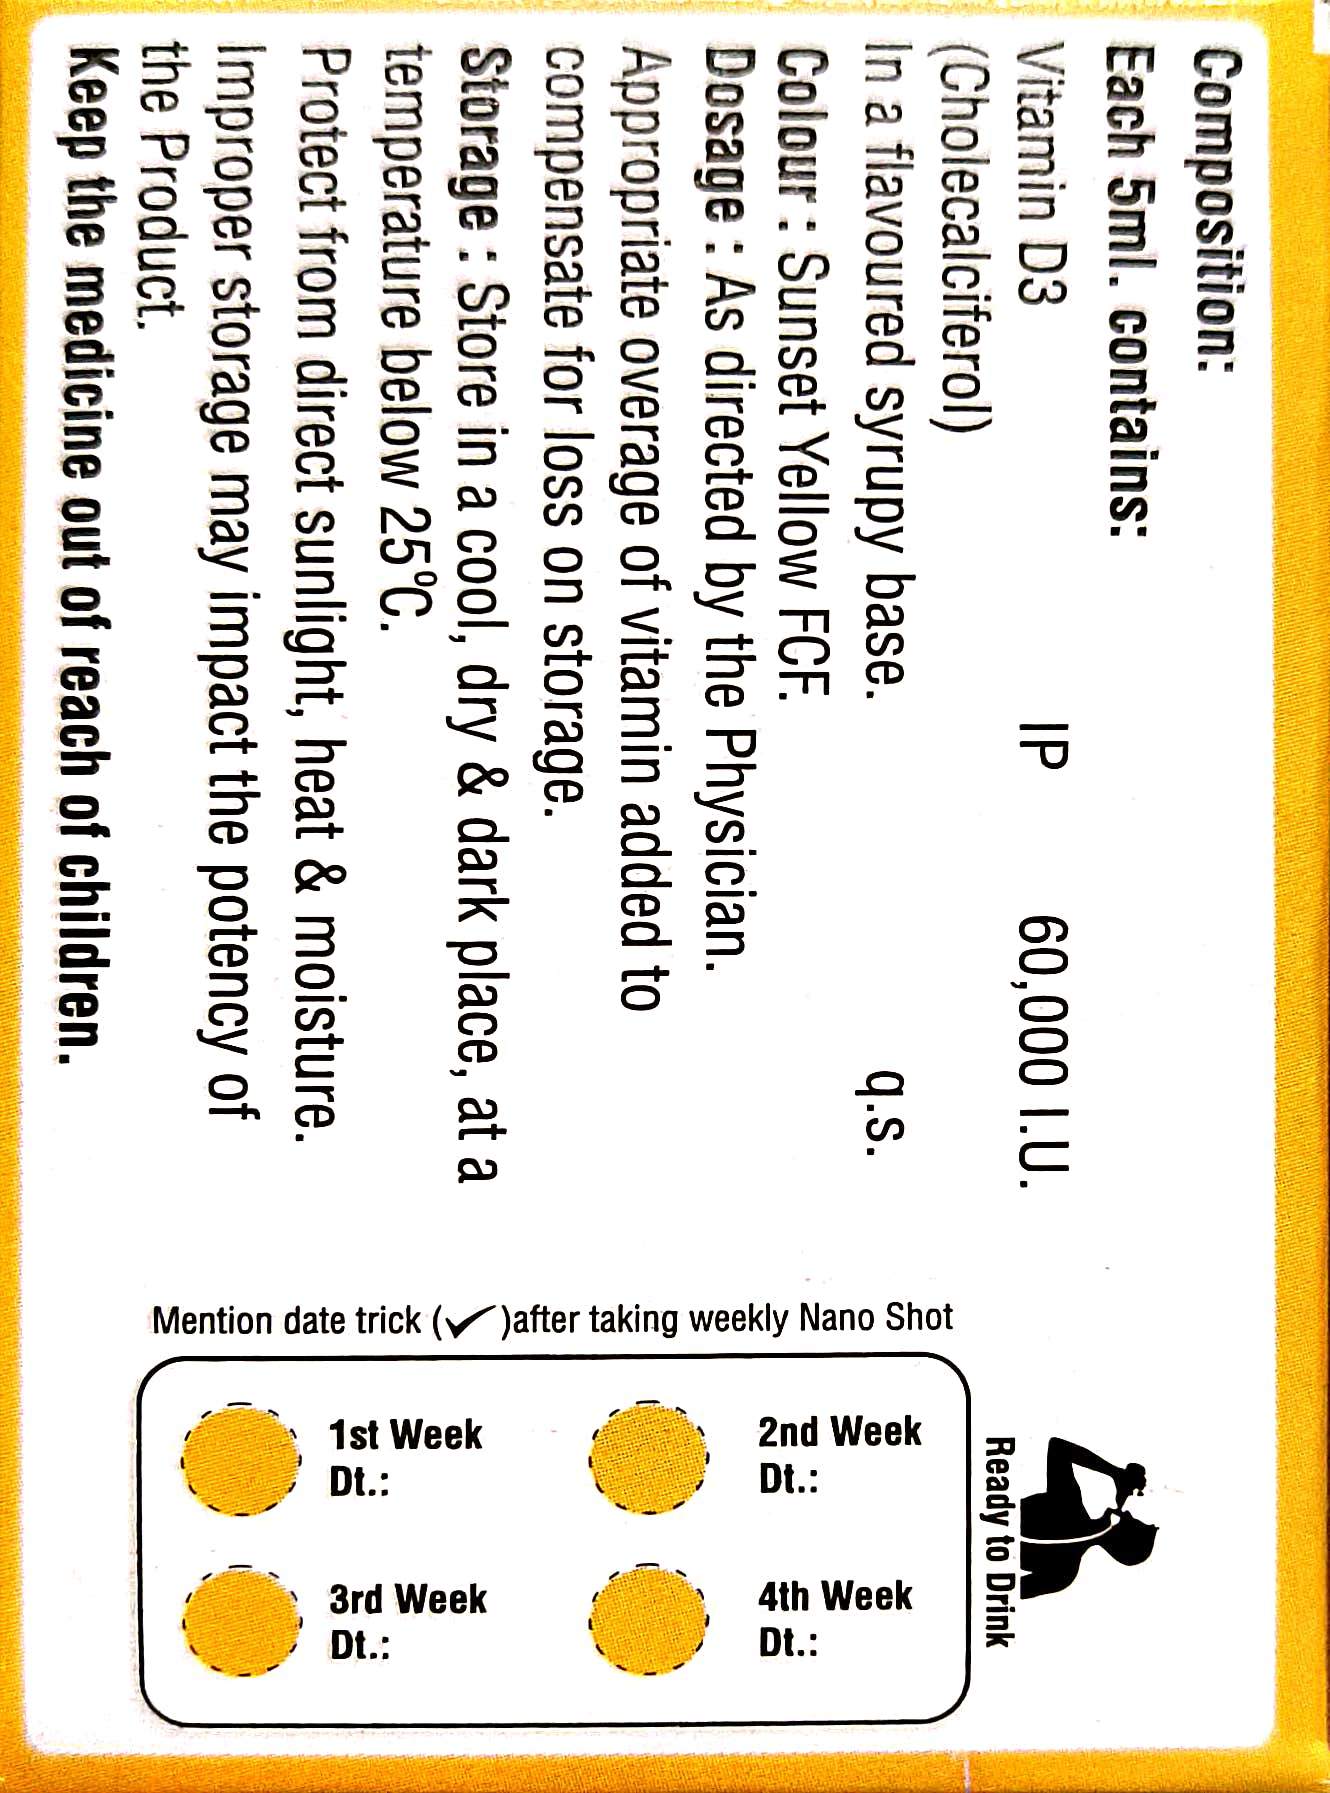 Composition:
Each 5ml. contains:
Vitamin D3 IP 60,000 I.U.
(Cholecalciferol)
In a flavoured syrupy base. q.s.
Colour : Sunset Yellow FCF.
Dosage : As directed by the Physician.
Appropriate overage of vitamin added to
compensate for loss on storage.
Storage : Store in a cool, dry & dark place, at a
temperature below 25°C.
Protect from direct sunlight, heat & moisture.
Improper storage may impact the potency of
the Product.
Keep the medicine out of reach of children.
Ready to Drink
Mention date trick (✓)after taking weekly Nano Shot
1st Week
Dt.:
2nd Week
Dt.:
3rd Week
Dt.:
4th Week
Dt.: